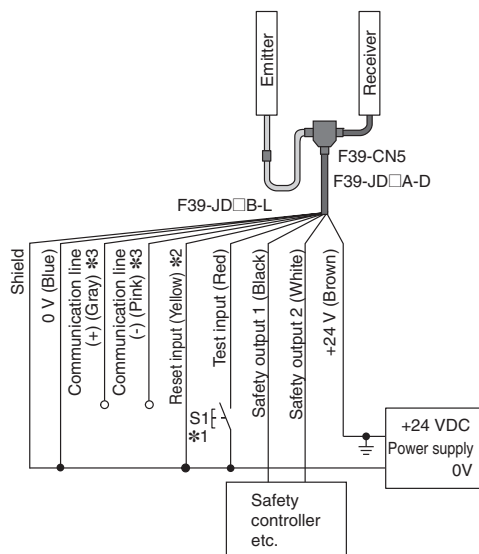 Emitter
Receiver
F39-CN5
F39-JD□A-D
F39-JD□B-L
Shield
0 V (Blue)
Communication line
(+) (Gray) *3
Communication line
(-) (Pink) *3
Reset input (Yellow) *2
Test input (Red)
Safety output 1 (Black)
Safety output 2 (White)
+24 V (Brown)
S1
*1
+24 VDC
Power supply
0V
Safety
controller
etc.